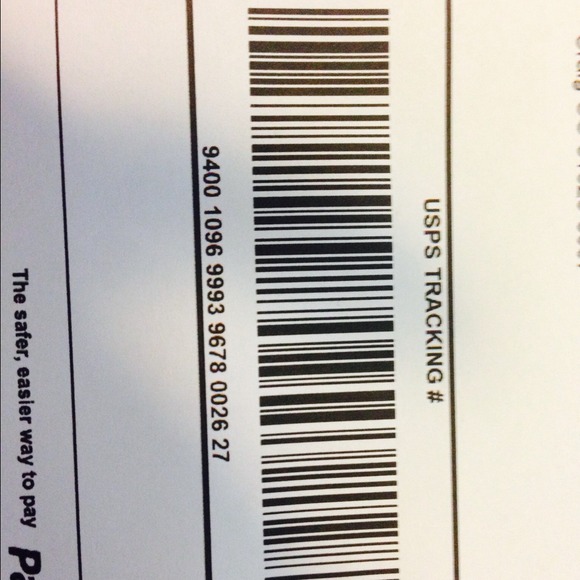 USPS TRACKING #
9400 1096 9993 9678 0026 27
The safer, easier way to pay